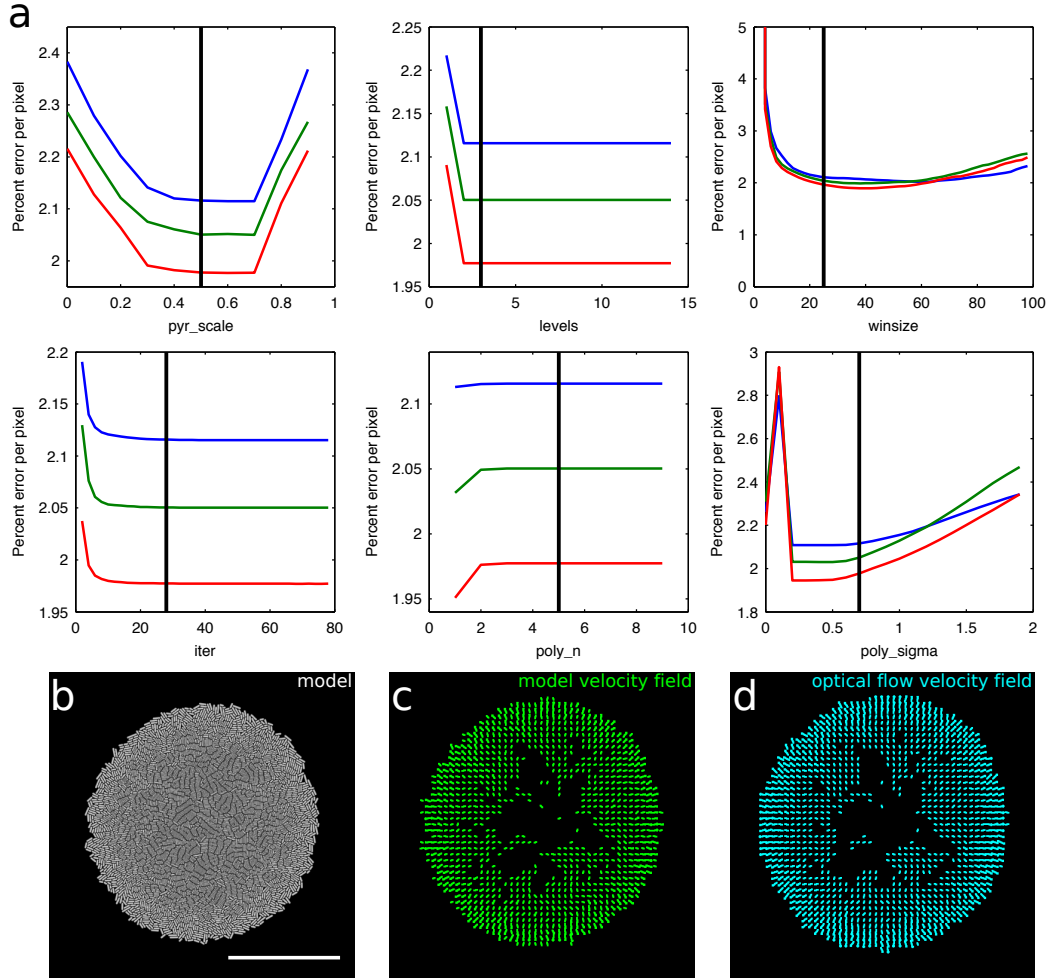 a
Percent error per pixel
2.4
2.3
2.2
2.1
2
0 0.2 0.4 0.6 0.8 1
pyr_scale
Percent error per pixel
2.25
2.2
2.15
2.1
2.05
2
1.95
0 5 10 15
levels
Percent error per pixel
5
4
3
2
1
0
0 20 40 60 80 100
winsize
Percent error per pixel
2.2
2.15
2.1
2.05
2
1.95
0 20 40 60 80
iter
Percent error per pixel
2.1
2.05
2
1.95
0 2 4 6 8 10
poly_n
Percent error per pixel
3
2.8
2.6
2.4
2.2
2
1.8
0 0.5 1 1.5 2
poly_sigma
b model
c model velocity field
d optical flow velocity field